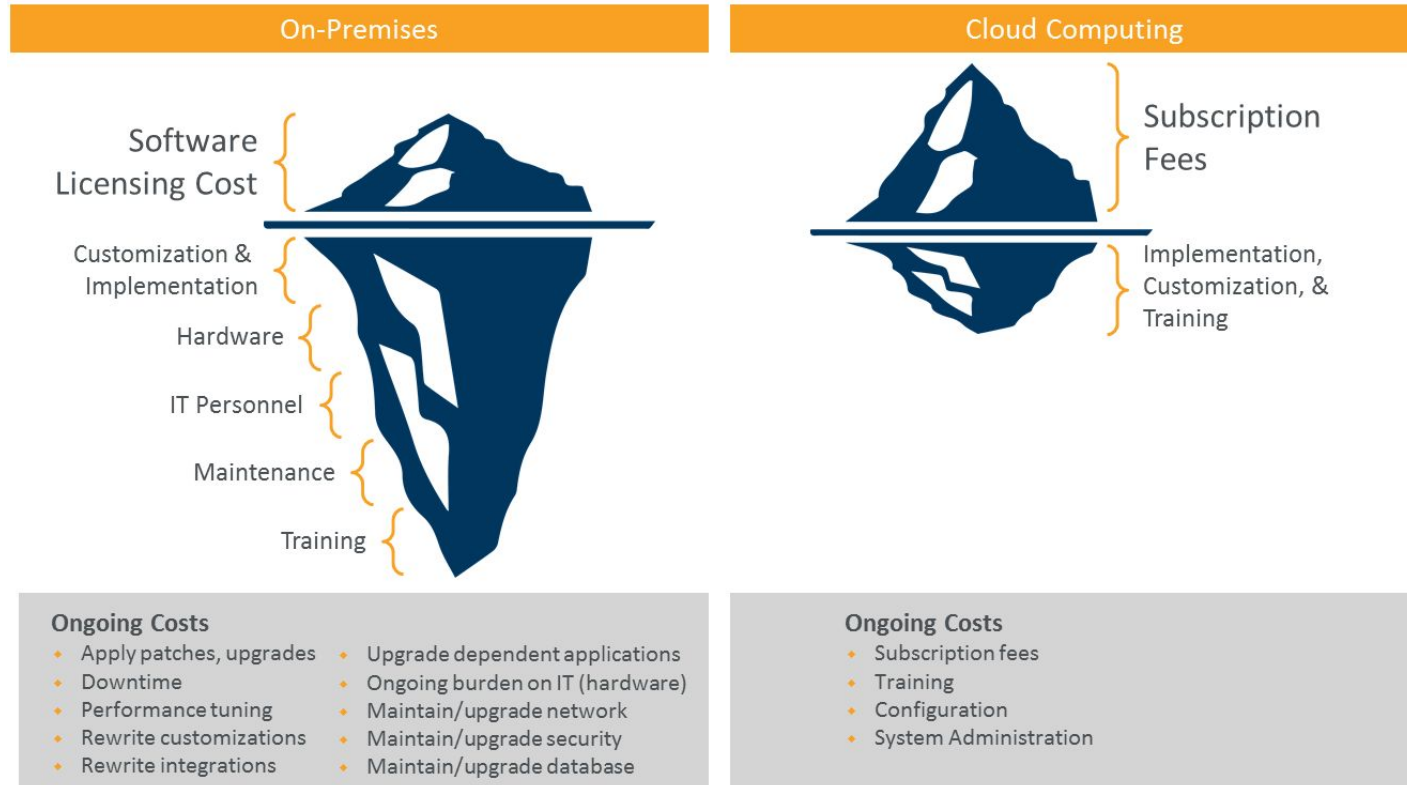 On-Premises
Software
Licensing Cost
Customization &
Implementation
Hardware
IT Personnel
Maintenance
Training
Ongoing Costs
Apply patches, upgrades
Downtime
Performance tuning
Rewrite customizations
Rewrite integrations
Upgrade dependent applications
Ongoing burden on IT (hardware)
Maintain/upgrade network
Maintain/upgrade security
Maintain/upgrade database
Cloud Computing
Subscription
Fees
Implementation,
Customization, &
Training
Ongoing Costs
Subscription fees
Training
Configuration
System Administration